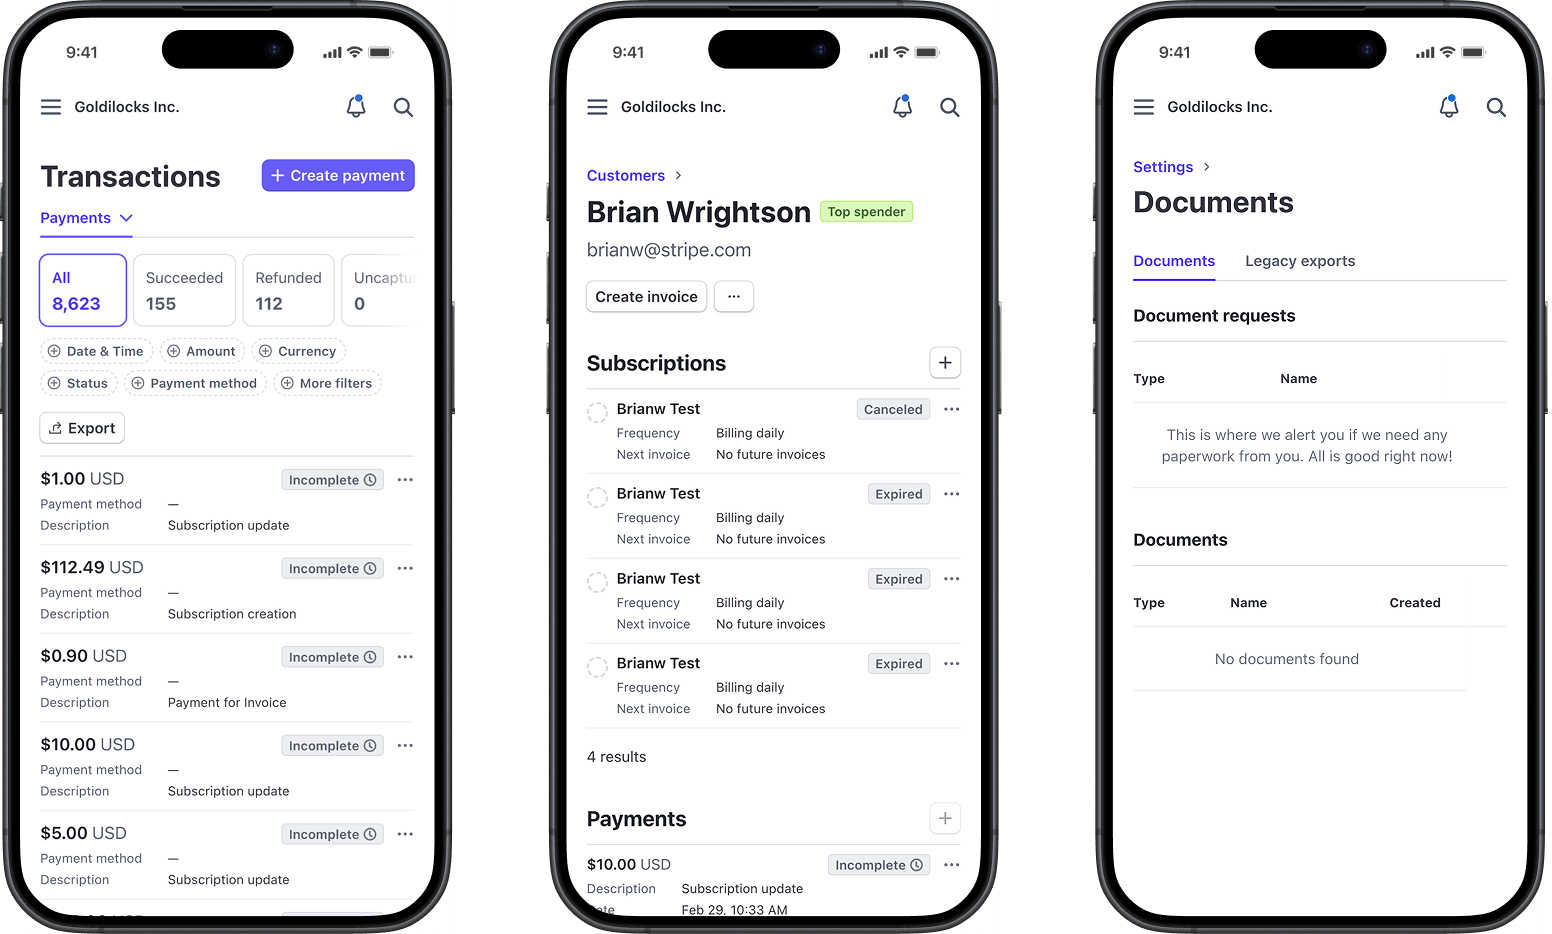 9:41
Goldilocks Inc.
Transactions
+ Create payment
Payments
All
8,623
Succeeded
155
Refunded
112
Uncaptu
0
Date & Time
Amount
Currency
Status
Payment method
More filters
Export
$1.00 USD
Incomplete
Payment method —
Description Subscription update
$112.49 USD
Incomplete
Payment method —
Description Subscription creation
$0.90 USD
Incomplete
Payment method —
Description Payment for Invoice
$10.00 USD
Incomplete
Payment method —
Description Subscription update
$5.00 USD
Incomplete
Payment method —
Description Subscription update
9:41
Goldilocks Inc.
Customers >
Brian Wrightson
Top spender
brianw@stripe.com
Create invoice
Subscriptions
Brianw Test
Canceled
Frequency Billing daily
Next invoice No future invoices
Brianw Test
Expired
Frequency Billing daily
Next invoice No future invoices
Brianw Test
Expired
Frequency Billing daily
Next invoice No future invoices
Brianw Test
Expired
Frequency Billing daily
Next invoice No future invoices
4 results
Payments
$10.00 USD
Incomplete
Description Subscription update
Feb 29, 10:33 AM
9:41
Goldilocks Inc.
Settings >
Documents
Documents
Legacy exports
Document requests
Type Name
This is where we alert you if we need any
paperwork from you. All is good right now!
Documents
Type Name Created
No documents found